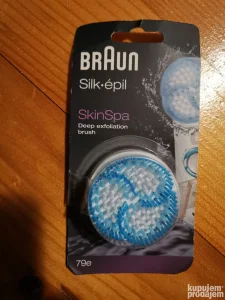 BRAUN
Silk·épil
SkinSpa
Deep exfoliation
brush
79e
kupujem
prodajem